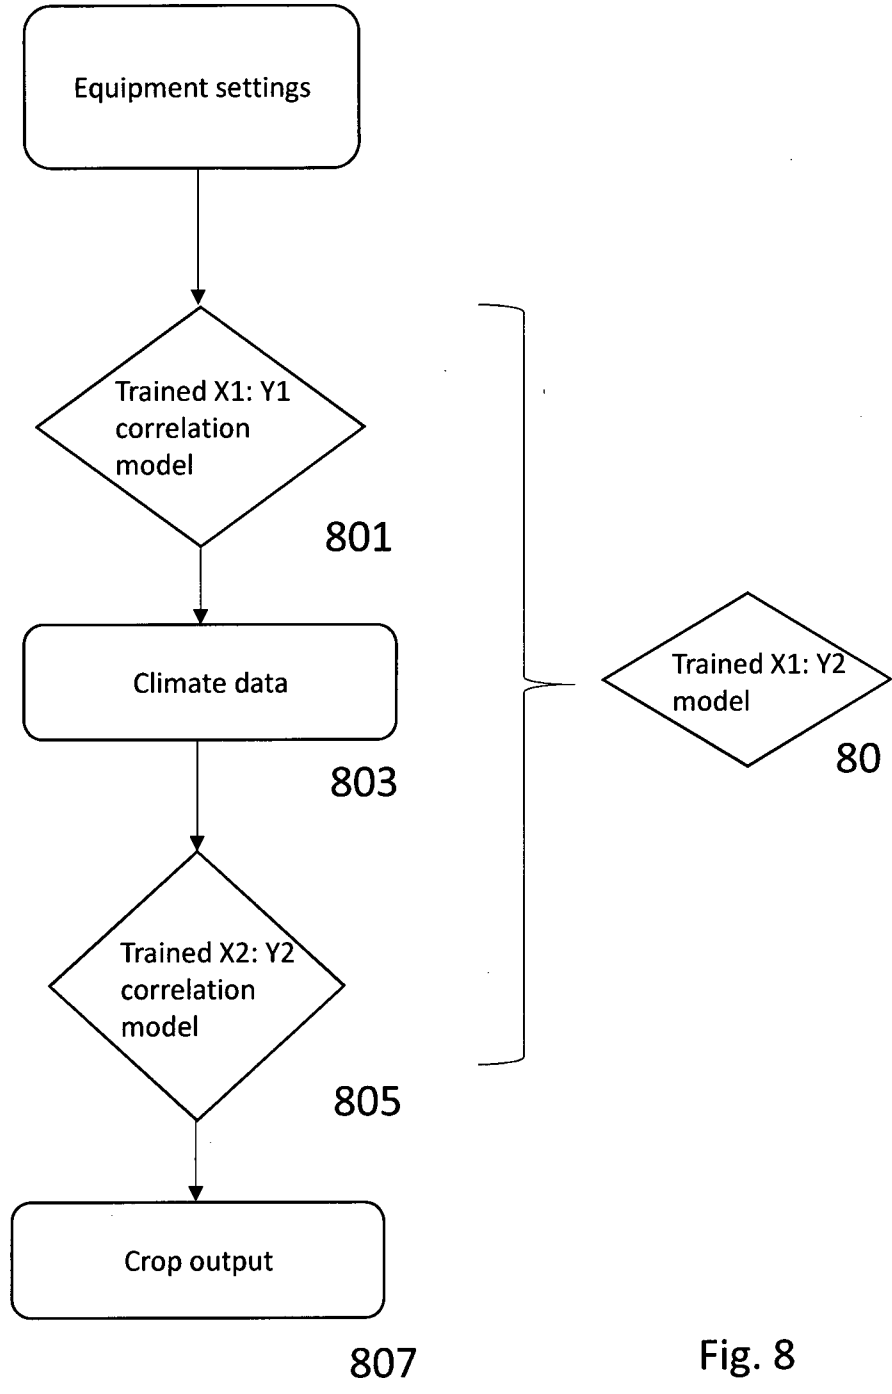 Equipment settings
Trained X1: Y1
correlation
model
801
Climate data
803
Trained X2: Y2
correlation
model
805
Crop output
807
Trained X1: Y2
model
80
Fig. 8